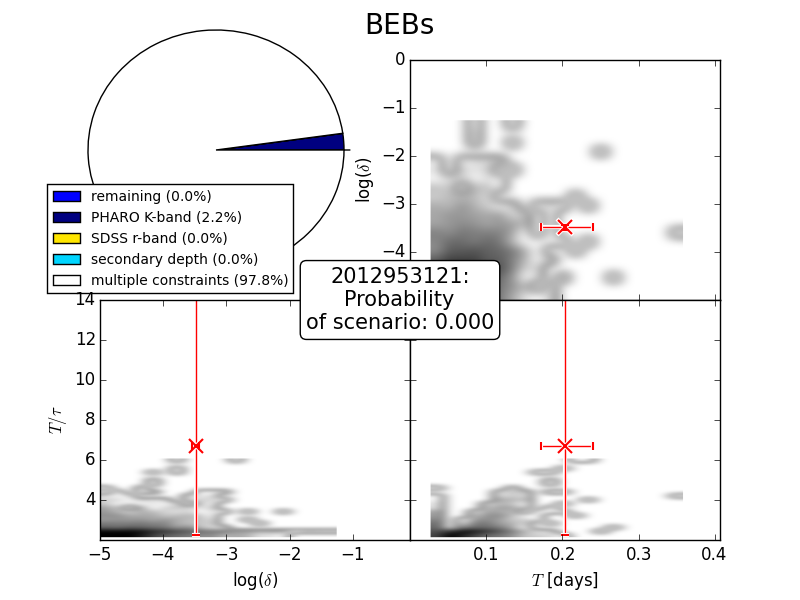 BEBs
remaining (0.0%)
PHARO K-band (2.2%)
SDSS r-band (0.0%)
secondary depth (0.0%)
multiple constraints (97.8%)
0
−1
−2
−3
−4
log(δ)
2012953121:
Probability
of scenario: 0.000
14
12
10
8
6
4
T/τ
−5 −4 −3 −2 −1
log(δ)
0.1 0.2 0.3 0.4
T [days]